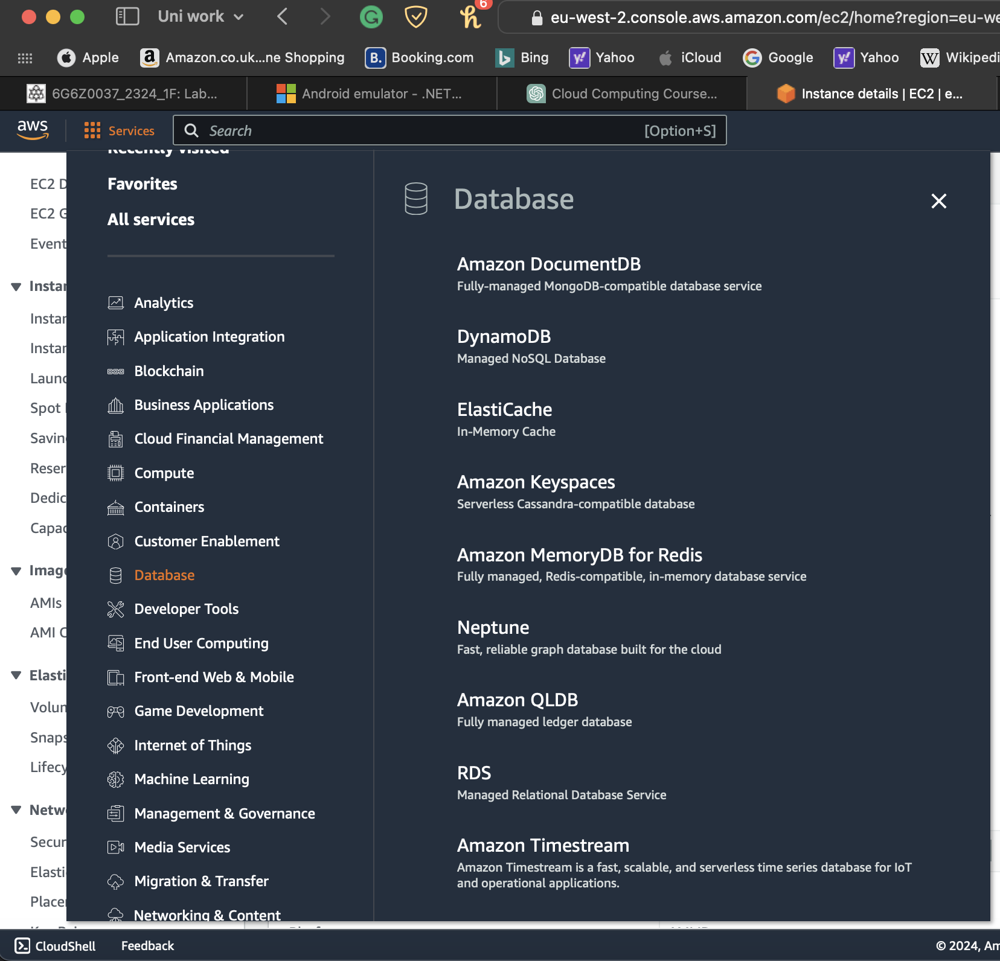 Uni work
6
eu-west-2.console.aws.amazon.com/ec2/home?region=eu-we
Apple
Amazon.co.uk...ne Shopping
B. Booking.com
Bing
Yahoo
iCloud
Google
Yahoo
Wikipedi
6G6Z0037_2324_1F: Lab...
Android emulator - .NET...
Cloud Computing Course...
Instance details | EC2 | e...
aws
Services
Search
[Option+S]
Recently visited
Favorites
All services
Analytics
Application Integration
Blockchain
Business Applications
Cloud Financial Management
Compute
Containers
Customer Enablement
Database
Developer Tools
End User Computing
Front-end Web & Mobile
Game Development
Internet of Things
Machine Learning
Management & Governance
Media Services
Migration & Transfer
Networking & Content
Database
Amazon DocumentDB
Fully-managed MongoDB-compatible database service
DynamoDB
Managed NoSQL Database
ElastiCache
In-Memory Cache
Amazon Keyspaces
Serverless Cassandra-compatible database
Amazon MemoryDB for Redis
Fully managed, Redis-compatible, in-memory database service
Neptune
Fast, reliable graph database built for the cloud
Amazon QLDB
Fully managed ledger database
RDS
Managed Relational Database Service
Amazon Timestream
Amazon Timestream is a fast, scalable, and serverless time series database for IoT
and operational applications.
EC2 D
EC2 G
Event
Instan
Instan
Instan
Launc
Spot
Savin
Reser
Dedic
Capac
Image
AMIs
AMI C
Elasti
Volun
Snaps
Lifecy
Netw
Secur
Elasti
Placer
CloudShell
Feedback
© 2024, Am